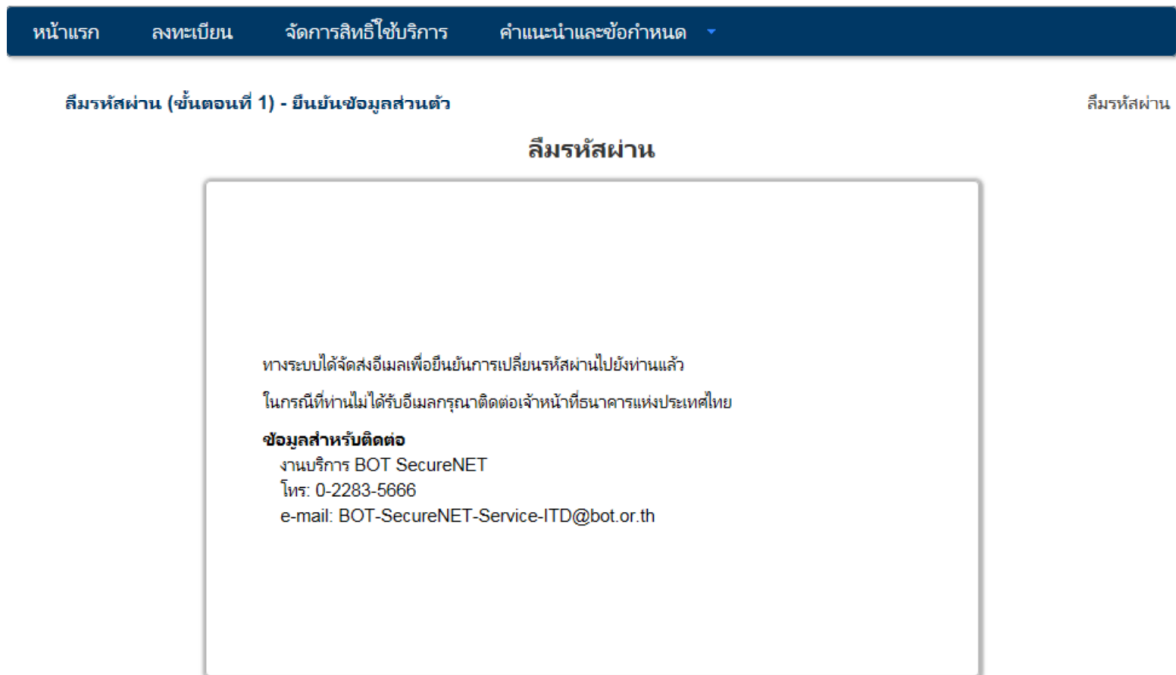 หน้าแรก ลงทะเบียน จัดการสิทธิ์ใช้บริการ คำแนะนำและข้อกำหนด
ลืมรหัสผ่าน (ขั้นตอนที่ 1) - ยืนยันข้อมูลส่วนตัว ลืมรหัสผ่าน
ลืมรหัสผ่าน
ทางระบบได้จัดส่งอีเมลเพื่อยืนยันการเปลี่ยนรหัสผ่านไปยังท่านแล้ว
ในกรณีที่ท่านไม่ได้รับอีเมลกรุณาติดต่อเจ้าหน้าที่ธนาคารแห่งประเทศไทย
ข้อมูลสำหรับติดต่อ
งานบริการ BOT SecureNET
โทร: 0-2283-5666
e-mail: BOT-SecureNET-Service-ITD@bot.or.th